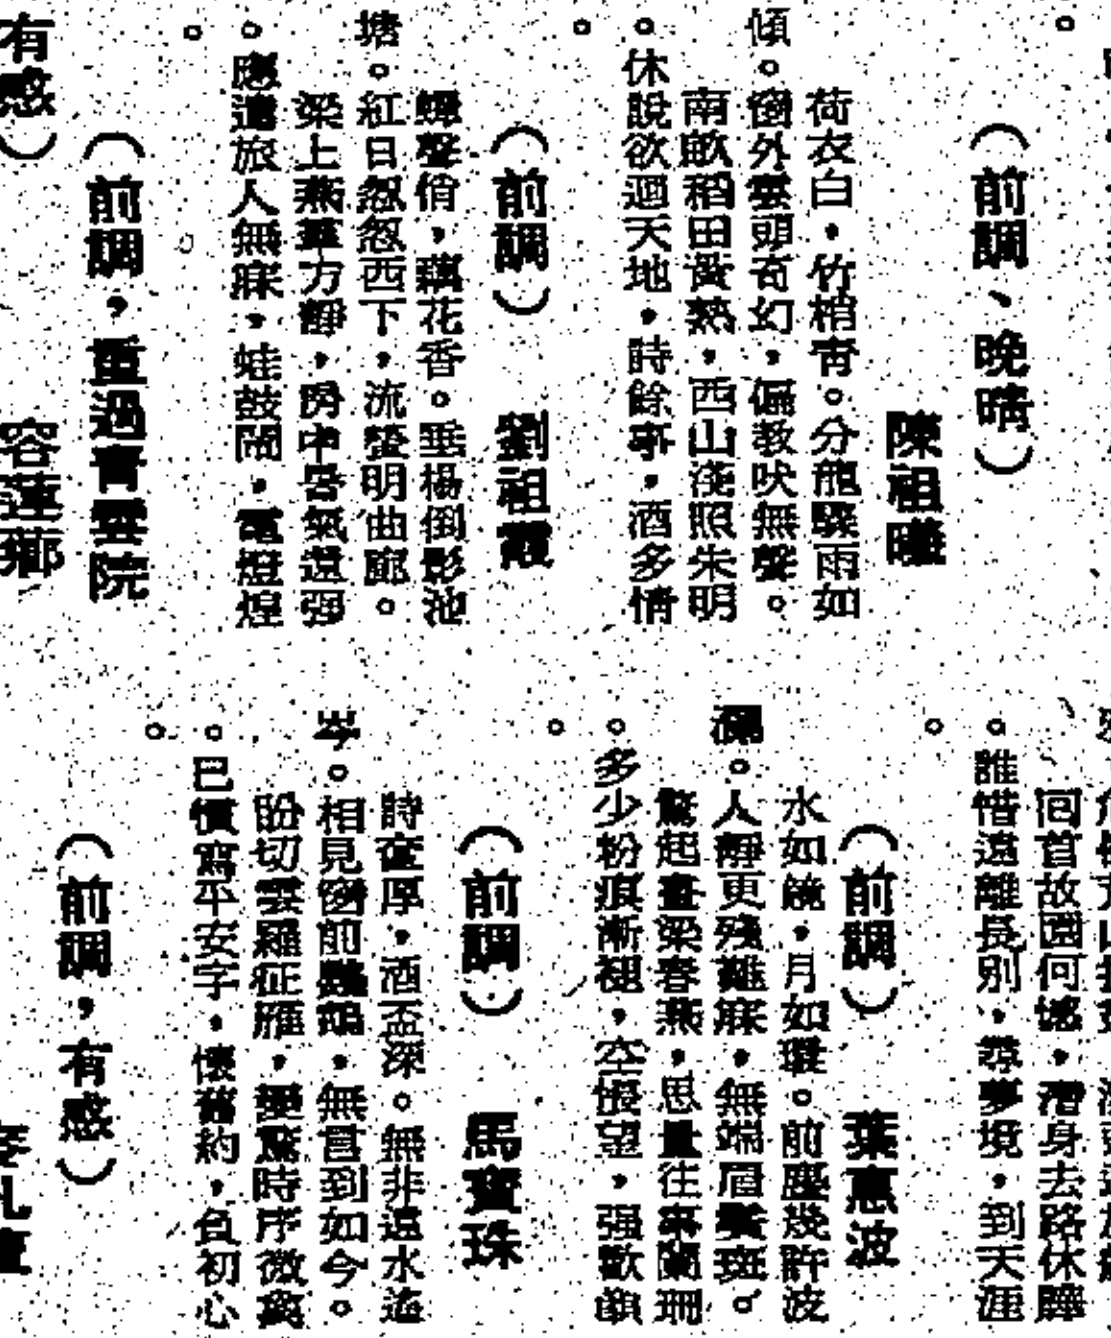 （前調、晚晴）
陳祖曦
荷衣白，竹梢青。分龍驟雨如
傾。窗外雲頭奇幻，偏教吠無聲。
南畝稻田黃熟，西山淺照朱明
。休說欲迴天地，詩餘事，酒多情
。
（前調）　劉祖霞
蟬聲俏，藕花香。垂楊倒影池
塘。紅日怱怱西下，流螢明曲廊。
梁上燕羣方靜，房中暑氣還强
。應遣旅人無寐，蛙鼓鬧，電燈煌
。
（前調，重過青雲院
有感）　容蓮
回首故園何憾，潛身去路休
。誰惜遠離長別，尋夢境，到天涯
。
（前調）　葉惠波
水如鏡，月如環。前塵幾許波
瀾。人靜更殘難寐，無端眉鬢斑。
驚起畫梁春燕，思量往事闌珊
。多少粉痕漸褪，空悵望，强歡顏
。
（前調）　馬寶珠
詩奩厚，酒盃深。無非遠水遙
岑。相見窗前鸚鵡，無言到如今。
盼切雲羅征雁，驚時序微禽
。已慣寫平安字，懷舊約，負初心
。
（前調，有感）